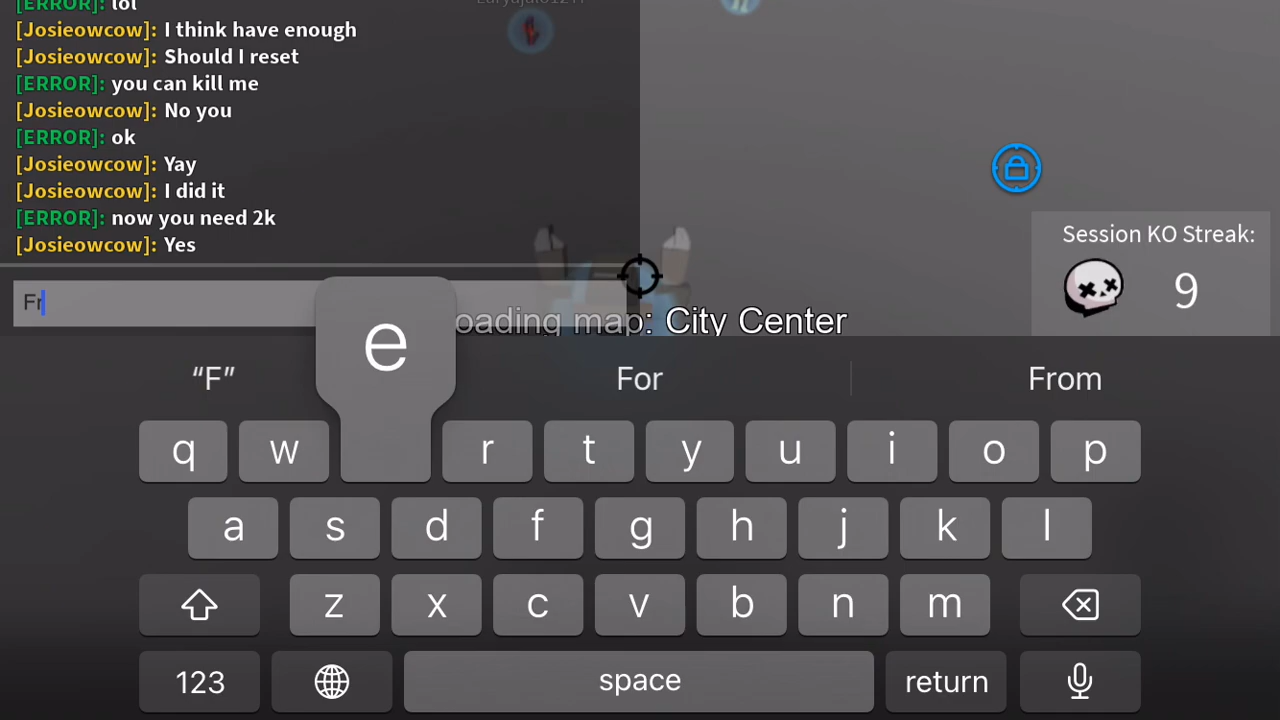 [ERROR]: lol
[Josieowcow]: I think have enough
[Josieowcow]: Should I reset
[ERROR]: you can kill me
[Josieowcow]: No you
[ERROR]: ok
[Josieowcow]: Yay
[Josieowcow]: I did it
[ERROR]: now you need 2k
[Josieowcow]: Yes
Session KO Streak:
9
Fr
oading map: City Center
e
“F”
For
From
q w r t y u i o p
a s d f g h j k l
z x c v b n m
123
space
return